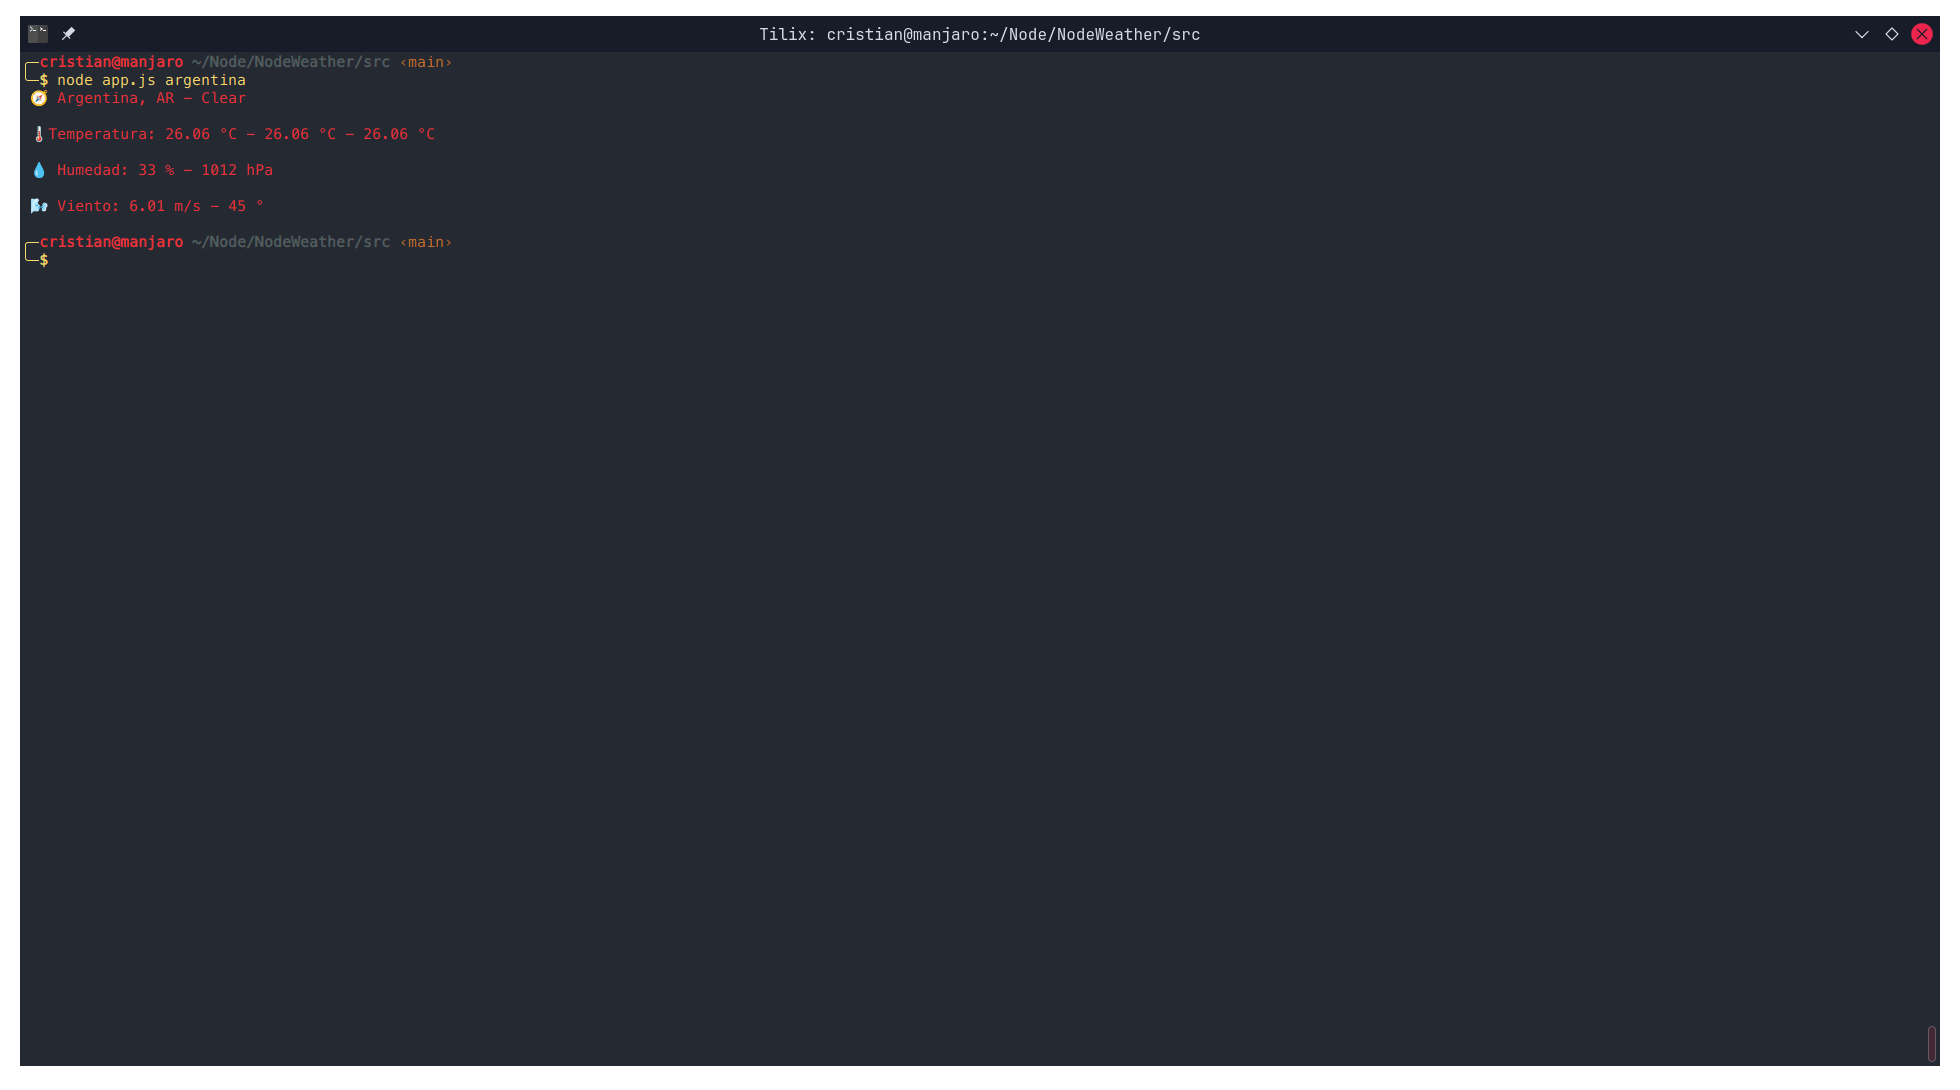 Tilix: cristian@manjaro:~/Node/NodeWeather/src
cristian@manjaro ~/Node/NodeWeather/src ‹main›
$ node app.js argentina
🧭 Argentina, AR - Clear
🌡️Temperatura: 26.06 °C - 26.06 °C - 26.06 °C
💧 Humedad: 33 % - 1012 hPa
🌬️ Viento: 6.01 m/s - 45 °
cristian@manjaro ~/Node/NodeWeather/src ‹main›
$